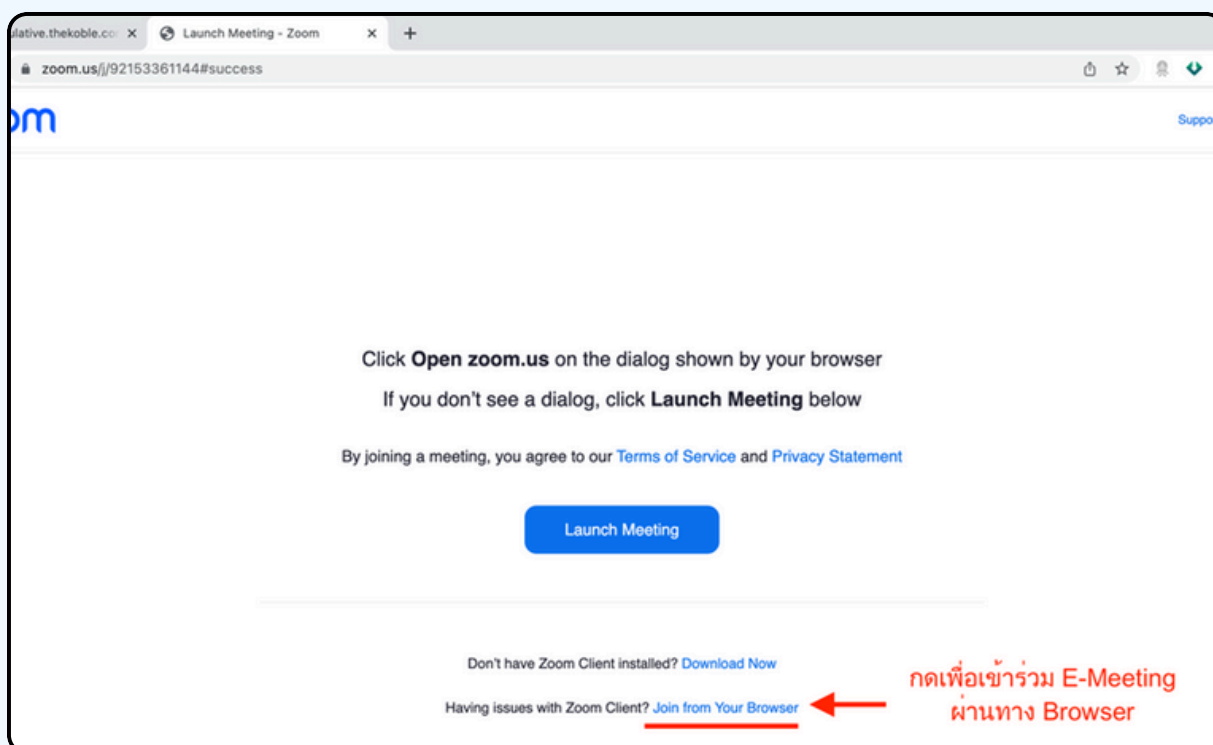 ulative.thekoble.co
Launch Meeting - Zoom
zoom.us/j/92153361144#success
om
Suppo
Click Open zoom.us on the dialog shown by your browser
If you don't see a dialog, click Launch Meeting below
By joining a meeting, you agree to our Terms of Service and Privacy Statement
Launch Meeting
Don't have Zoom Client installed? Download Now
Having issues with Zoom Client? Join from Your Browser
กดเพื่อเข้าร่วม E-Meeting
ผ่านทาง Browser